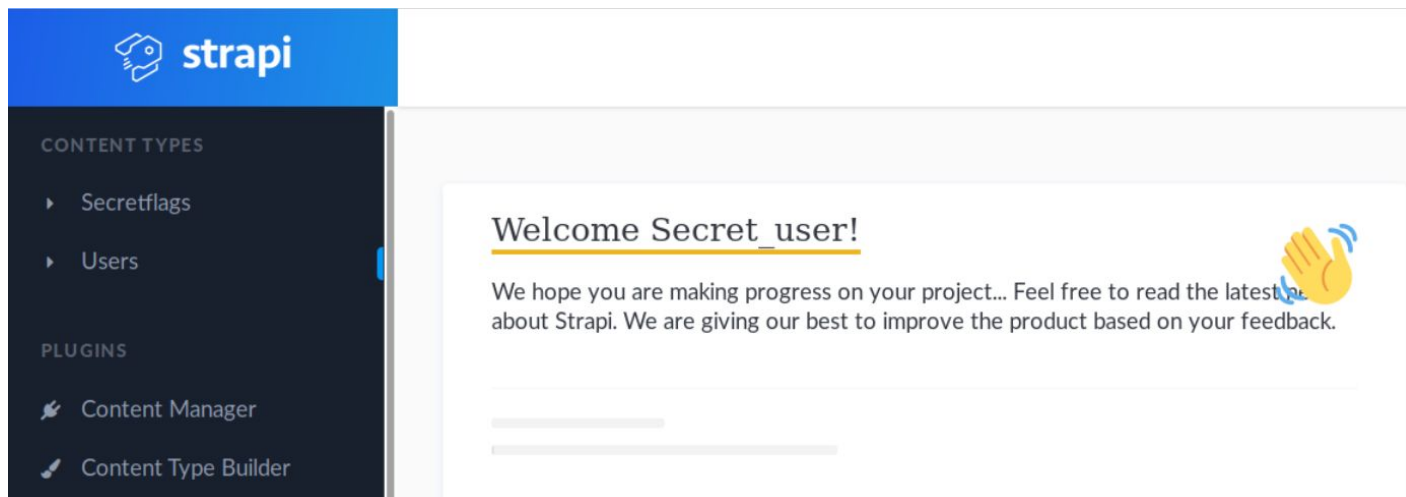 strapi
CONTENT TYPES
Secretflags
Users
PLUGINS
Content Manager
Content Type Builder
Welcome Secret_user!
We hope you are making progress on your project... Feel free to read the latest
about Strapi. We are giving our best to improve the product based on your feedback.